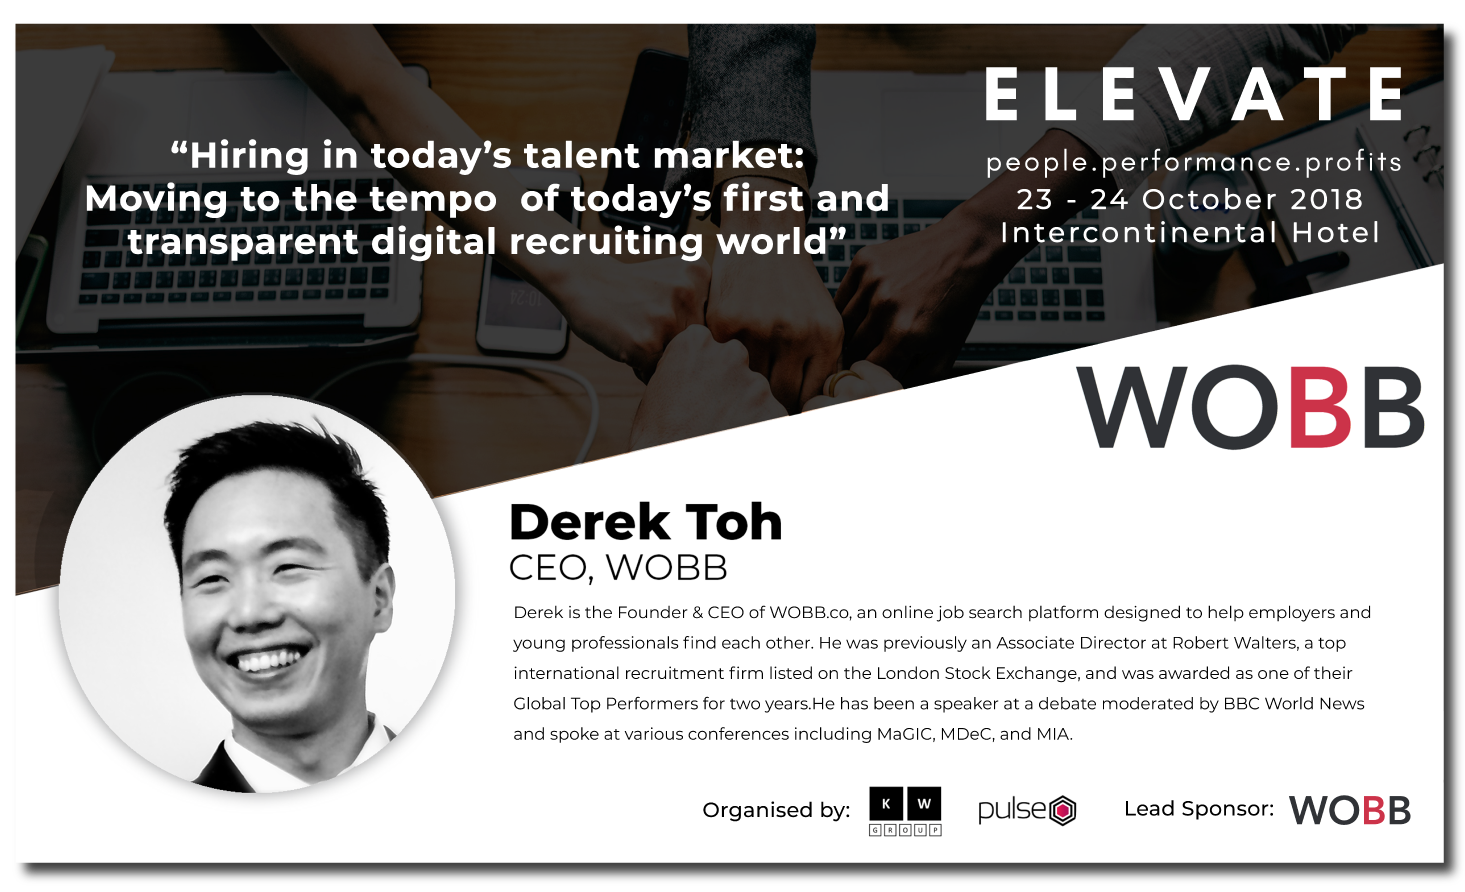 “Hiring in today’s talent market:
Moving to the tempo  of today’s first and
transparent digital recruiting world”
ELEVATE
people.performance.profits
23 - 24 October 2018
Intercontinental Hotel
WOBB
Derek Toh
CEO, WOBB
Derek is the Founder & CEO of WOBB.co, an online job search platform designed to help employers and
young professionals find each other. He was previously an Associate Director at Robert Walters, a top
international recruitment firm listed on the London Stock Exchange, and was awarded as one of their
Global Top Performers for two years.He has been a speaker at a debate moderated by BBC World News
and spoke at various conferences including MaGIC, MDeC, and MIA.
Organised by: K W GROUP pulse Lead Sponsor: WOBB